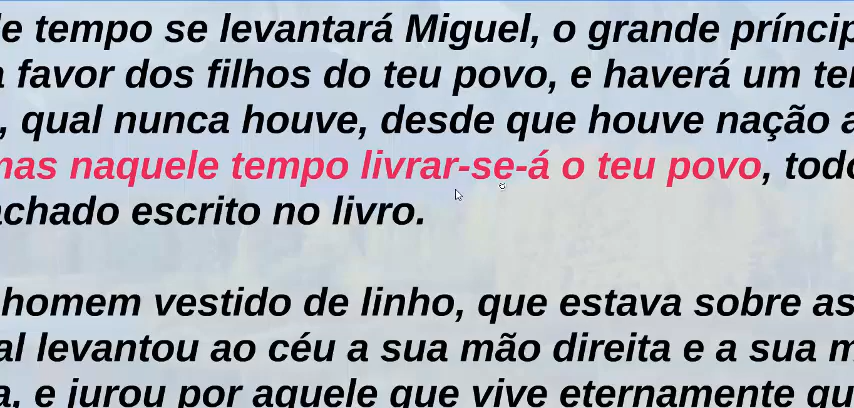 e tempo se levantará Miguel, o grande príncip
a favor dos filhos do teu povo, e haverá um te
, qual nunca houve, desde que houve nação a
mas naquele tempo livrar-se-á o teu povo, todo
achado escrito no livro.
homem vestido de linho, que estava sobre as
al levantou ao céu a sua mão direita e a sua m
a, e jurou por aquele que vive eternamente qu